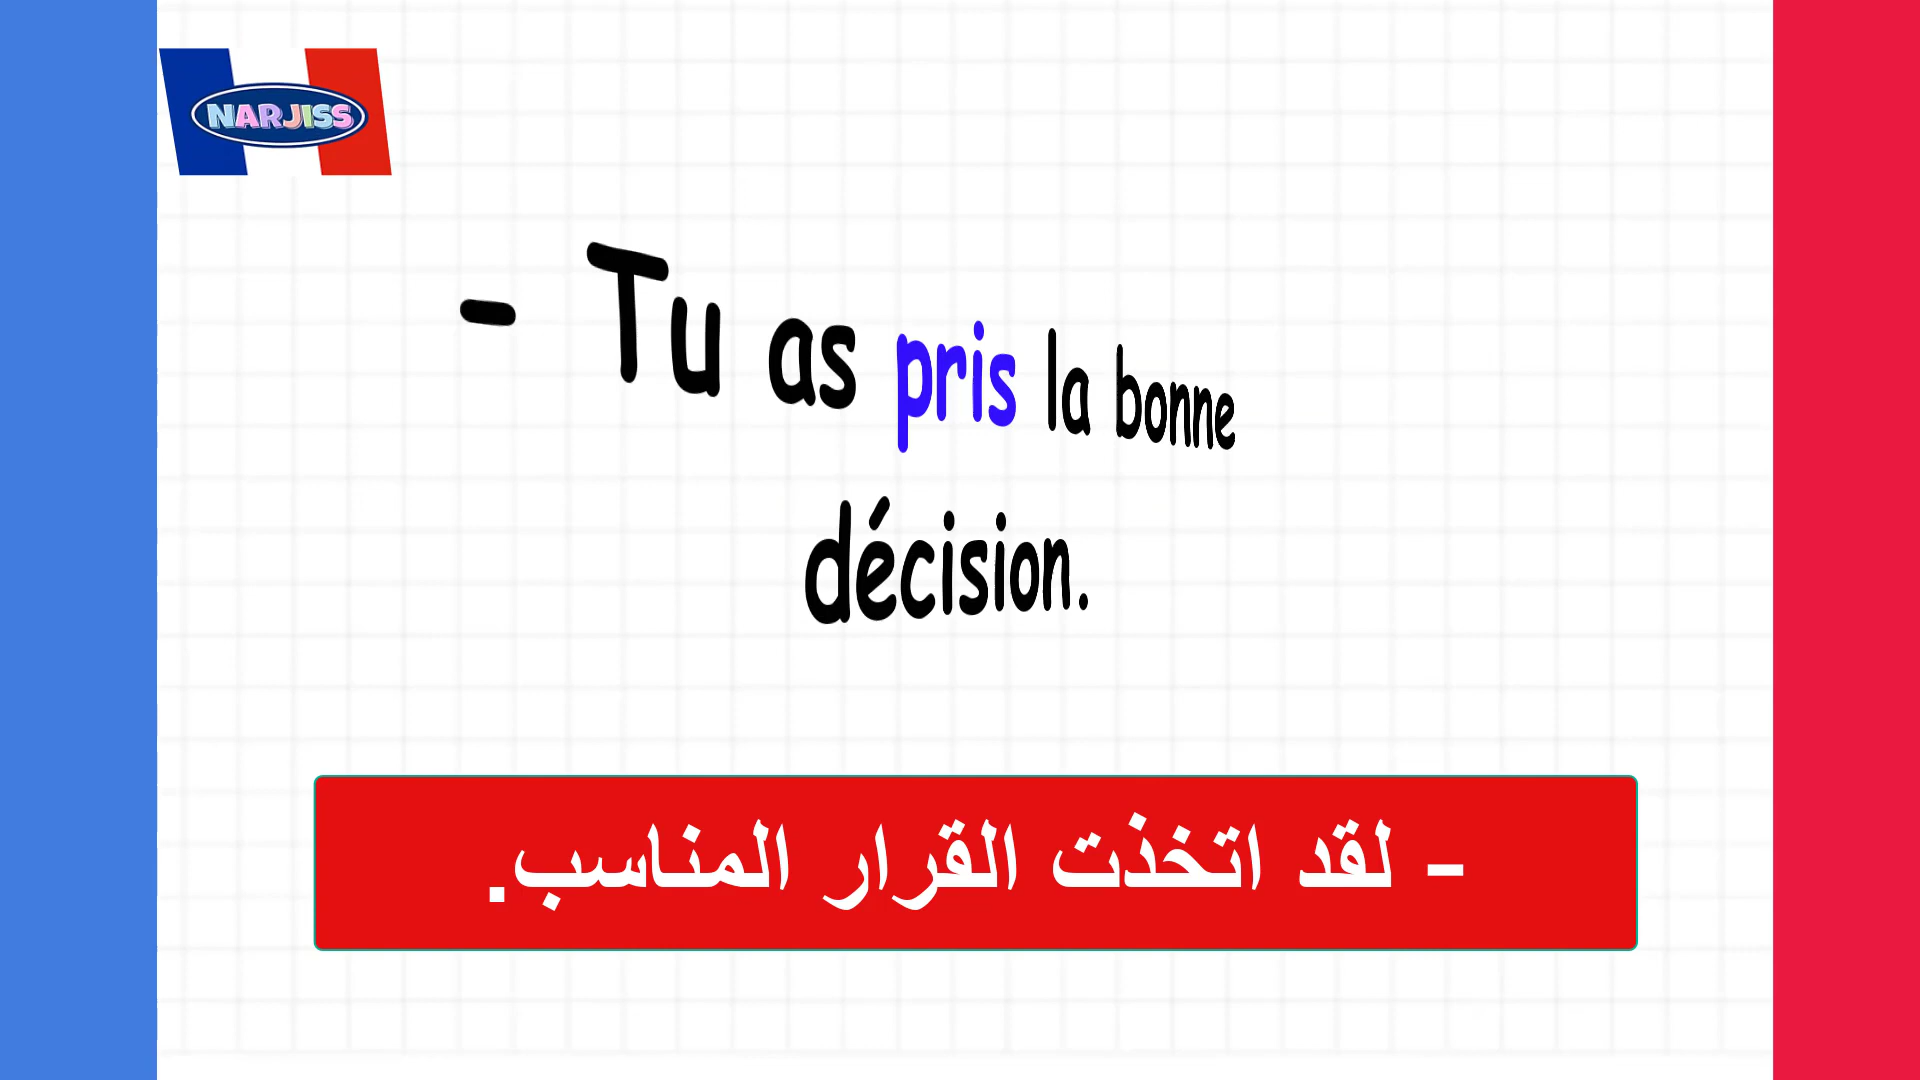 NARJISS
- Tu as pris la bonne
décision.
- لقد اتخذت القرار المناسب.